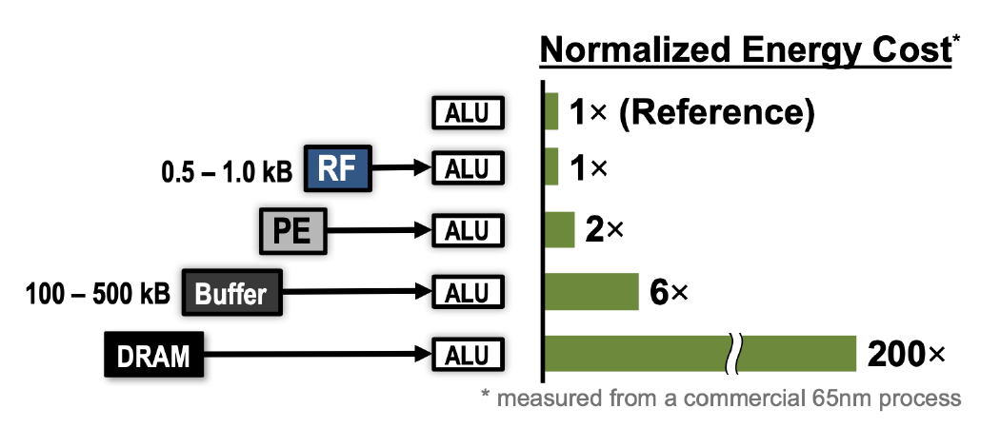 Normalized Energy Cost*
ALU 1× (Reference)
0.5 – 1.0 kB RF ALU 1×
PE ALU 2×
100 – 500 kB Buffer ALU 6×
DRAM ALU 200×
* measured from a commercial 65nm process